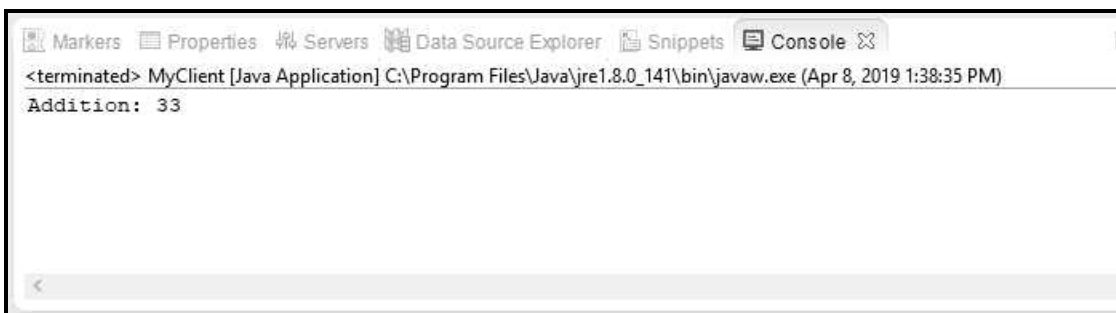 Markers Properties Servers Data Source Explorer Snippets Console
<terminated> MyClient [Java Application] C:\Program Files\Java\jre1.8.0_141\bin\javaw.exe (Apr 8, 2019 1:38:35 PM)
Addition: 33